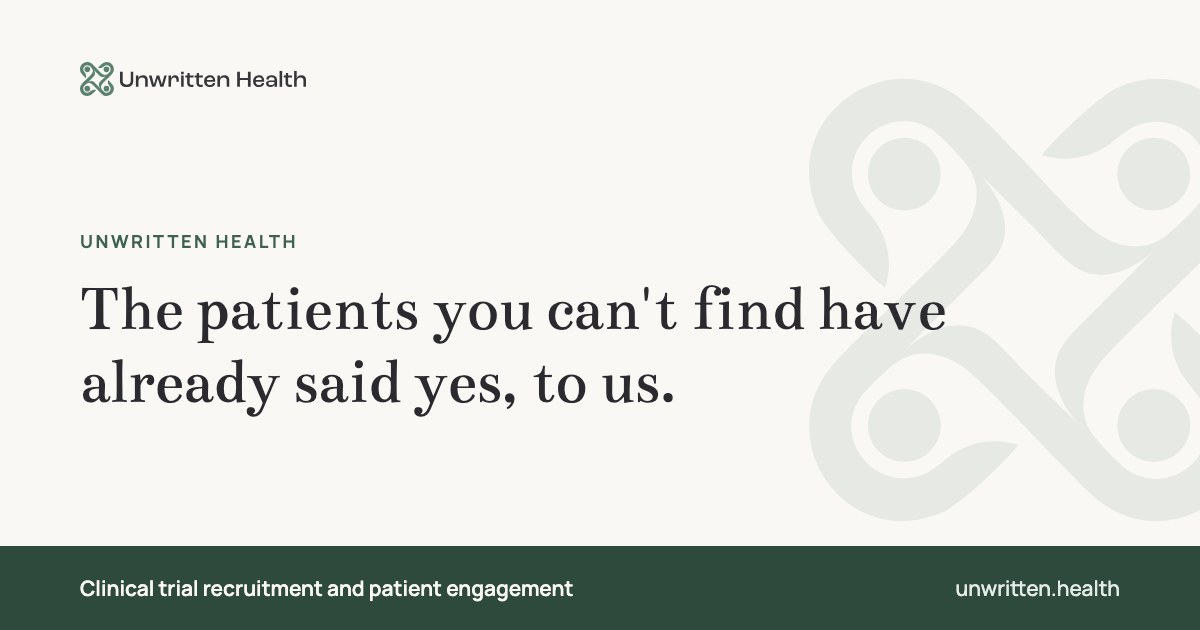 Unwritten Health
UNWRITTEN HEALTH
The patients you can't find have
already said yes, to us.
Clinical trial recruitment and patient engagement
unwritten.health